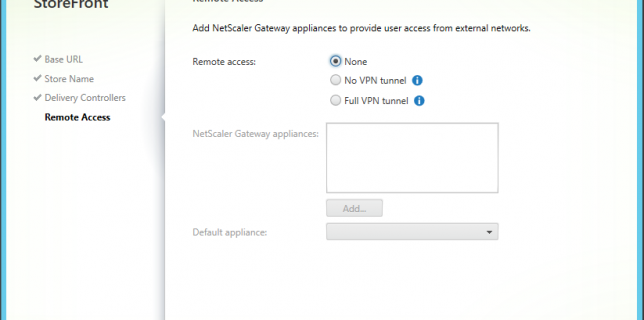 StoreFront
Remote Access
Add NetScaler Gateway appliances to provide user access from external networks.
Base URL
Store Name
Delivery Controllers
Remote Access
Remote access:
None
No VPN tunnel
Full VPN tunnel
NetScaler Gateway appliances:
Add...
Default appliance: